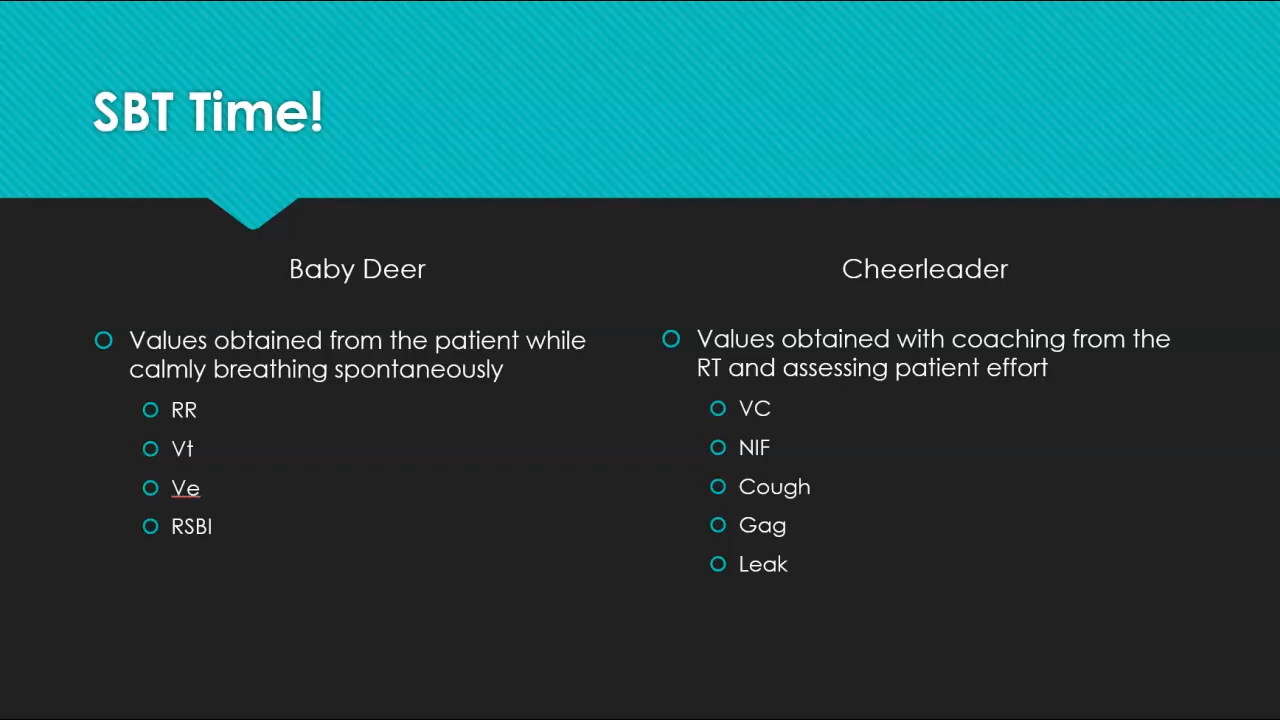 SBT Time!
Baby Deer
Values obtained from the patient while
calmly breathing spontaneously
RR
Vt
Ve
RSBI
Cheerleader
Values obtained with coaching from the
RT and assessing patient effort
VC
NIF
Cough
Gag
Leak